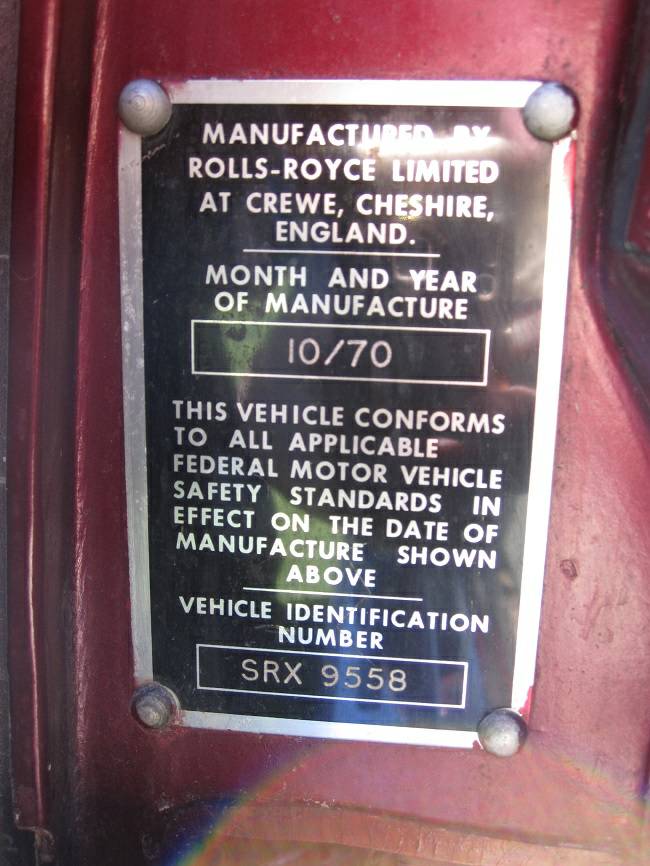 MANUFACTURED BY
ROLLS-ROYCE LIMITED
AT CREWE, CHESHIRE,
ENGLAND.
MONTH AND YEAR
OF MANUFACTURE
10/70
THIS VEHICLE CONFORMS
TO ALL APPLICABLE
FEDERAL MOTOR VEHICLE
SAFETY STANDARDS IN
EFFECT ON THE DATE OF
MANUFACTURE SHOWN
ABOVE
VEHICLE IDENTIFICATION
NUMBER
SRX 9558